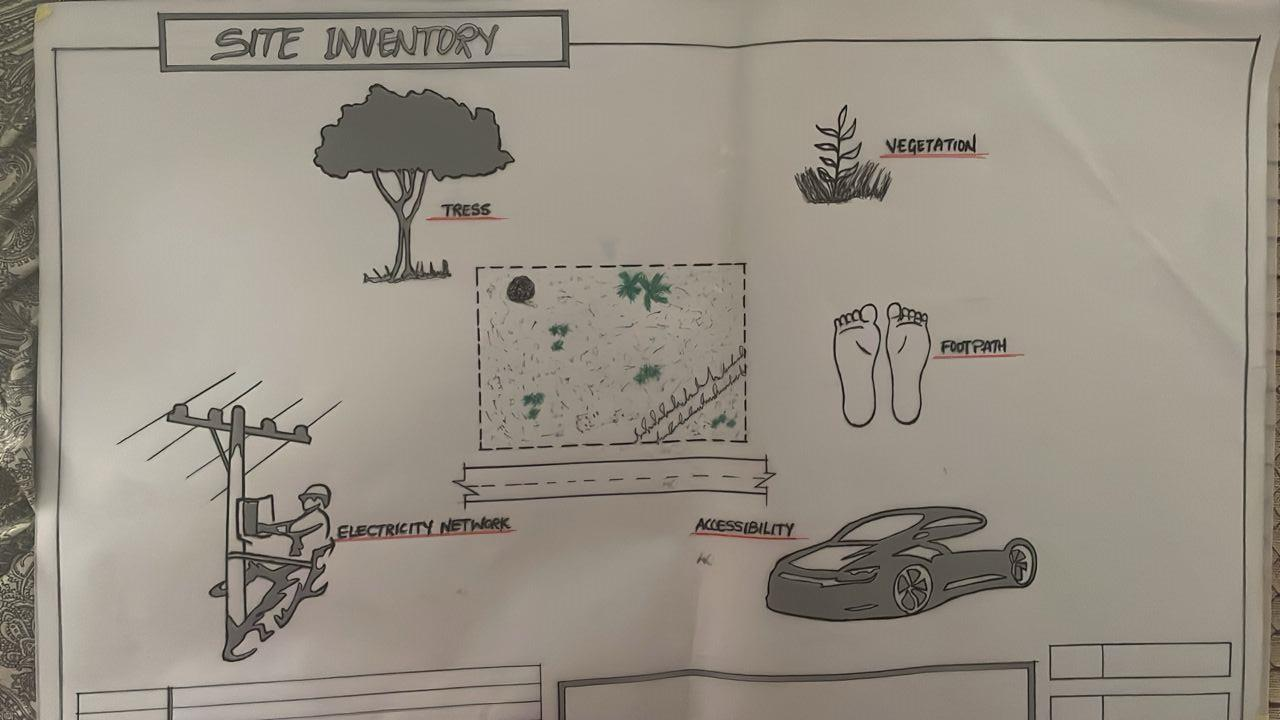 SITE INVENTORY
VEGETATION
TRESS
FOOTPATH
ELECTRICITY NETWORK
ACCESSIBILITY